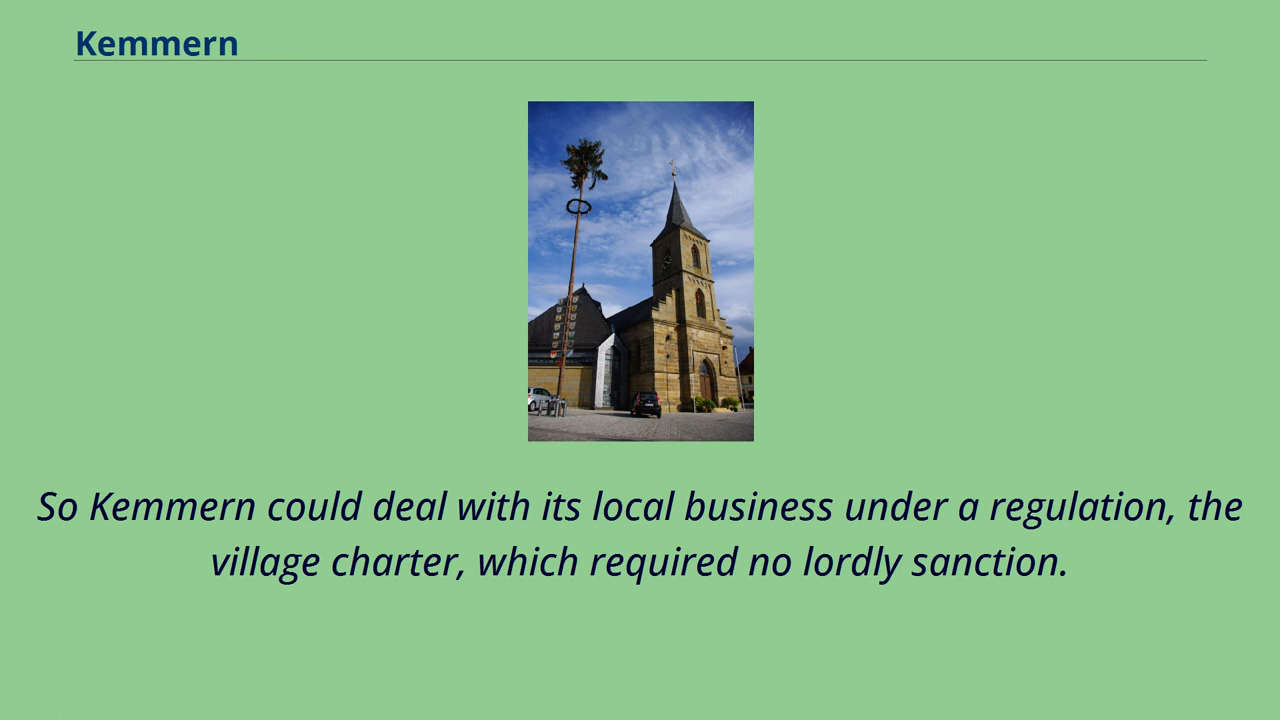 Kemmern
So Kemmern could deal with its local business under a regulation, the
village charter, which required no lordly sanction.